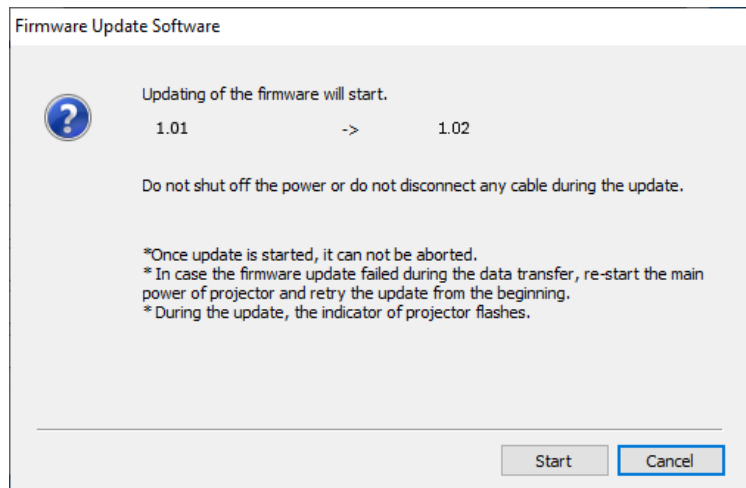 Firmware Update Software
Updating of the firmware will start.
1.01 -> 1.02
Do not shut off the power or do not disconnect any cable during the update.
*Once update is started, it can not be aborted.
* In case the firmware update failed during the data transfer, re-start the main
power of projector and retry the update from the beginning.
* During the update, the indicator of projector flashes.
Start Cancel